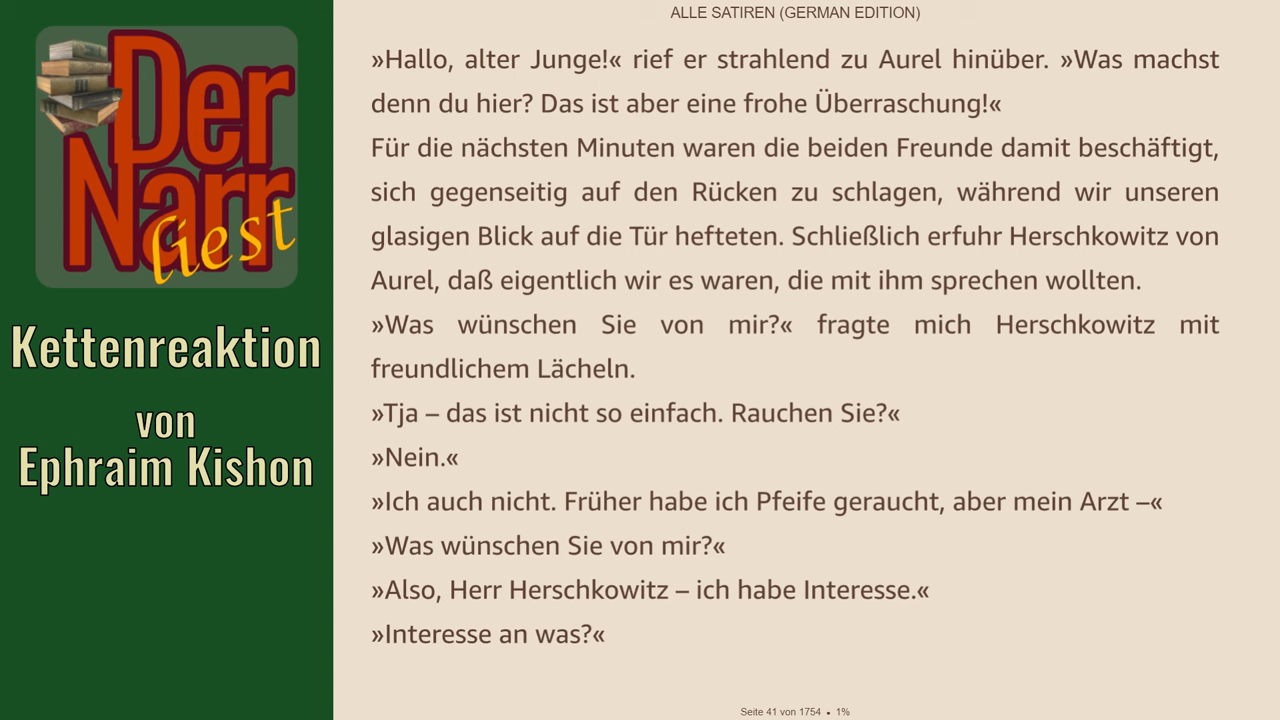 Der
Narr
liest
Kettenreaktion
von
Ephraim Kishon
ALLE SATIREN (GERMAN EDITION)
»Hallo, alter Junge!« rief er strahlend zu Aurel hinüber. »Was machst
denn du hier? Das ist aber eine frohe Überraschung!«
Für die nächsten Minuten waren die beiden Freunde damit beschäftigt,
sich gegenseitig auf den Rücken zu schlagen, während wir unseren
glasigen Blick auf die Tür hefteten. Schließlich erfuhr Herschkowitz von
Aurel, daß eigentlich wir es waren, die mit ihm sprechen wollten.
»Was wünschen Sie von mir?« fragte mich Herschkowitz mit
freundlichem Lächeln.
»Tja – das ist nicht so einfach. Rauchen Sie?«
»Nein.«
»Ich auch nicht. Früher habe ich Pfeife geraucht, aber mein Arzt –«
»Was wünschen Sie von mir?«
»Also, Herr Herschkowitz – ich habe Interesse.«
»Interesse an was?«
Seite 41 von 1754 • 1%